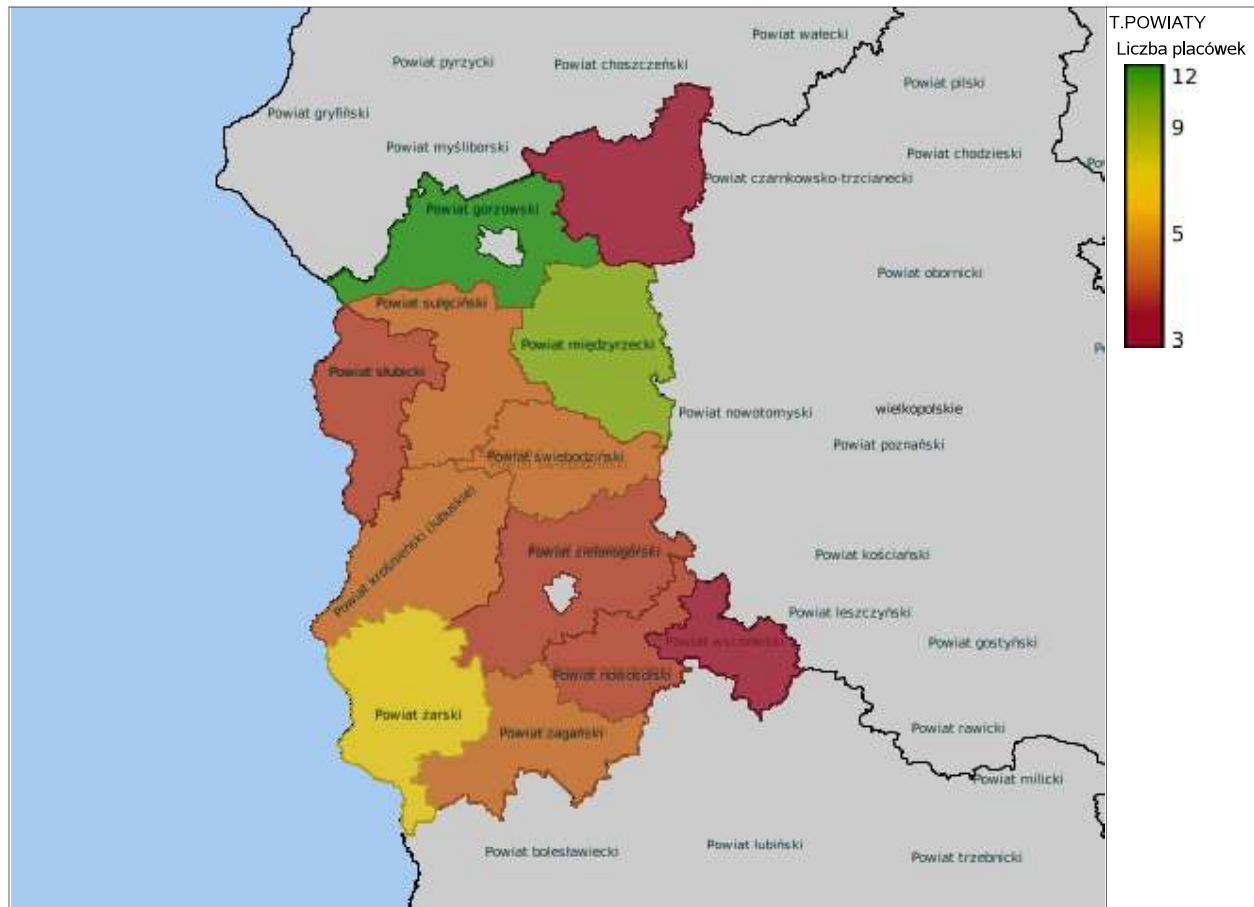 T.POWIATY
Liczba placówek
12
9
5
3
Powiat wałecki
Powiat pyrzycki
Powiat choszczeński
Powiat pilski
Powiat gryfiński
Powiat myśliborski
Powiat chodzieski
Powiat czarnkowsko-trzcianecki
Powiat gorzowski
Powiat obornicki
Powiat sulęciński
Powiat międzyrzecki
Powiat słubicki
Powiat nowotomyski
wielkopolskie
Powiat poznański
Powiat świebodziński
Powiat krośnieński (lubuskie)
Powiat zielonogórski
Powiat kościański
Powiat leszczyński
Powiat wschowski
Powiat gostyński
Powiat nowosolski
Powiat żarski
Powiat żagański
Powiat rawicki
Powiat milicki
Powiat bolesławiecki
Powiat lubiński
Powiat trzebnicki